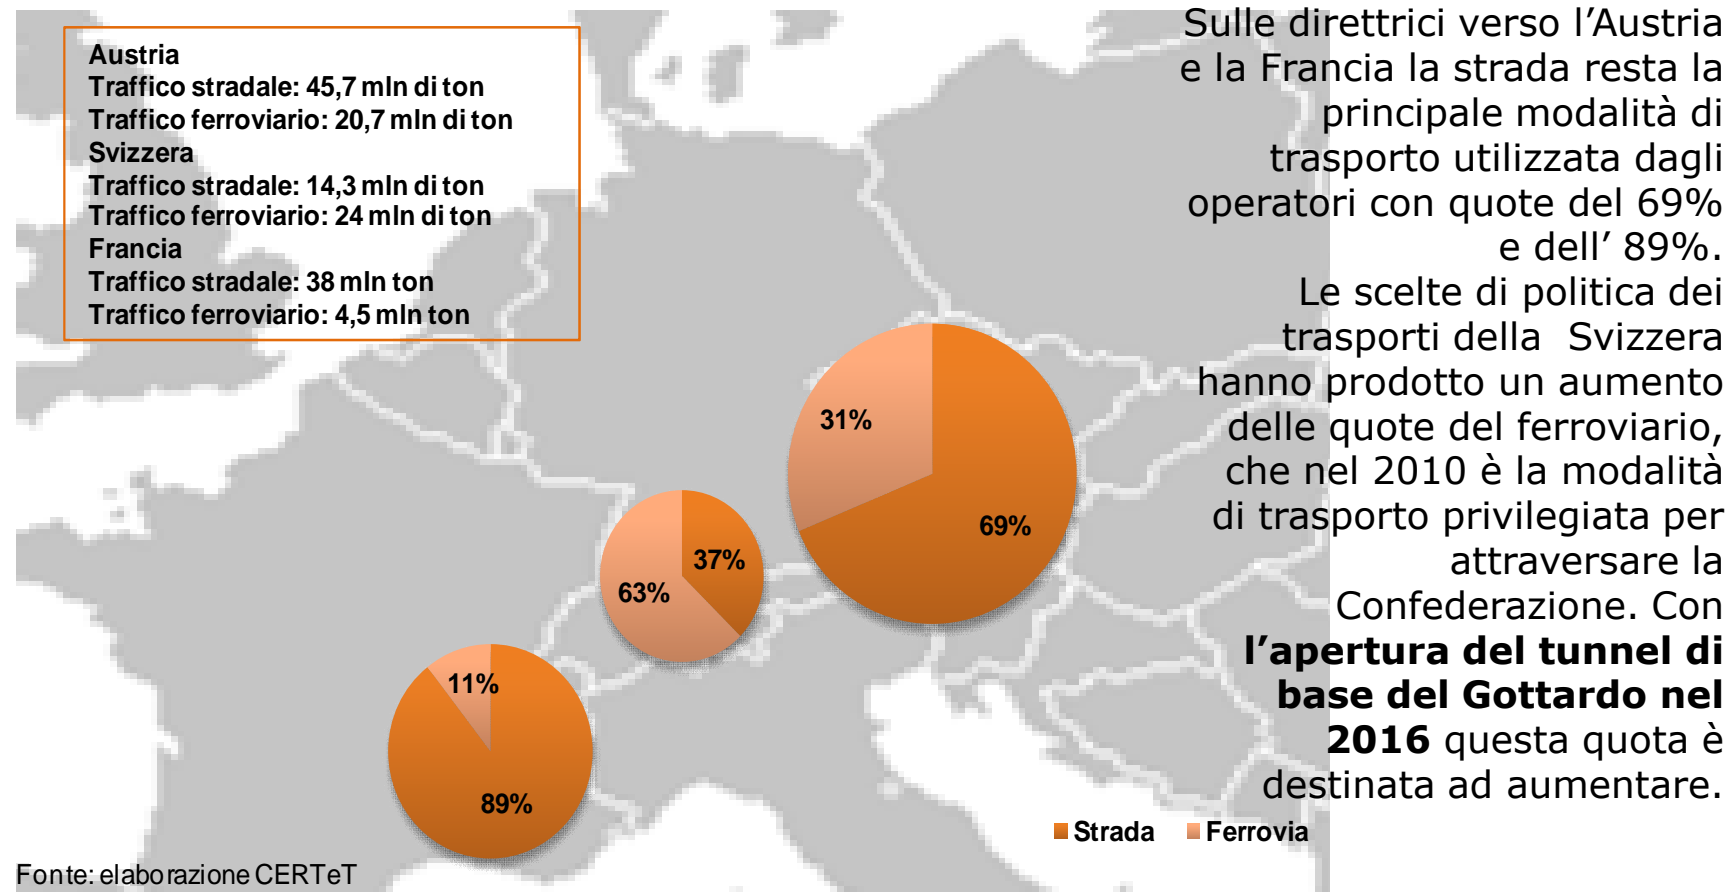 Austria
Traffico stradale: 45,7 mln di ton
Traffico ferroviario: 20,7 mln di ton
Svizzera
Traffico stradale: 14,3 mln di ton
Traffico ferroviario: 24 mln di ton
Francia
Traffico stradale: 38 mln ton
Traffico ferroviario: 4,5 mln ton
Sulle direttrici verso l’Austria
e la Francia la strada resta la
principale modalità di
trasporto utilizzata dagli
operatori con quote del 69%
e dell’ 89%.
Le scelte di politica dei
trasporti della Svizzera
hanno prodotto un aumento
delle quote del ferroviario,
che nel 2010 è la modalità
di trasporto privilegiata per
attraversare la
Confederazione. Con
l’apertura del tunnel di
base del Gottardo nel
2016 questa quota è
destinata ad aumentare.
31%
69%
37%
63%
11%
89%
Strada Ferrovia
Fonte: elaborazione CERTeT